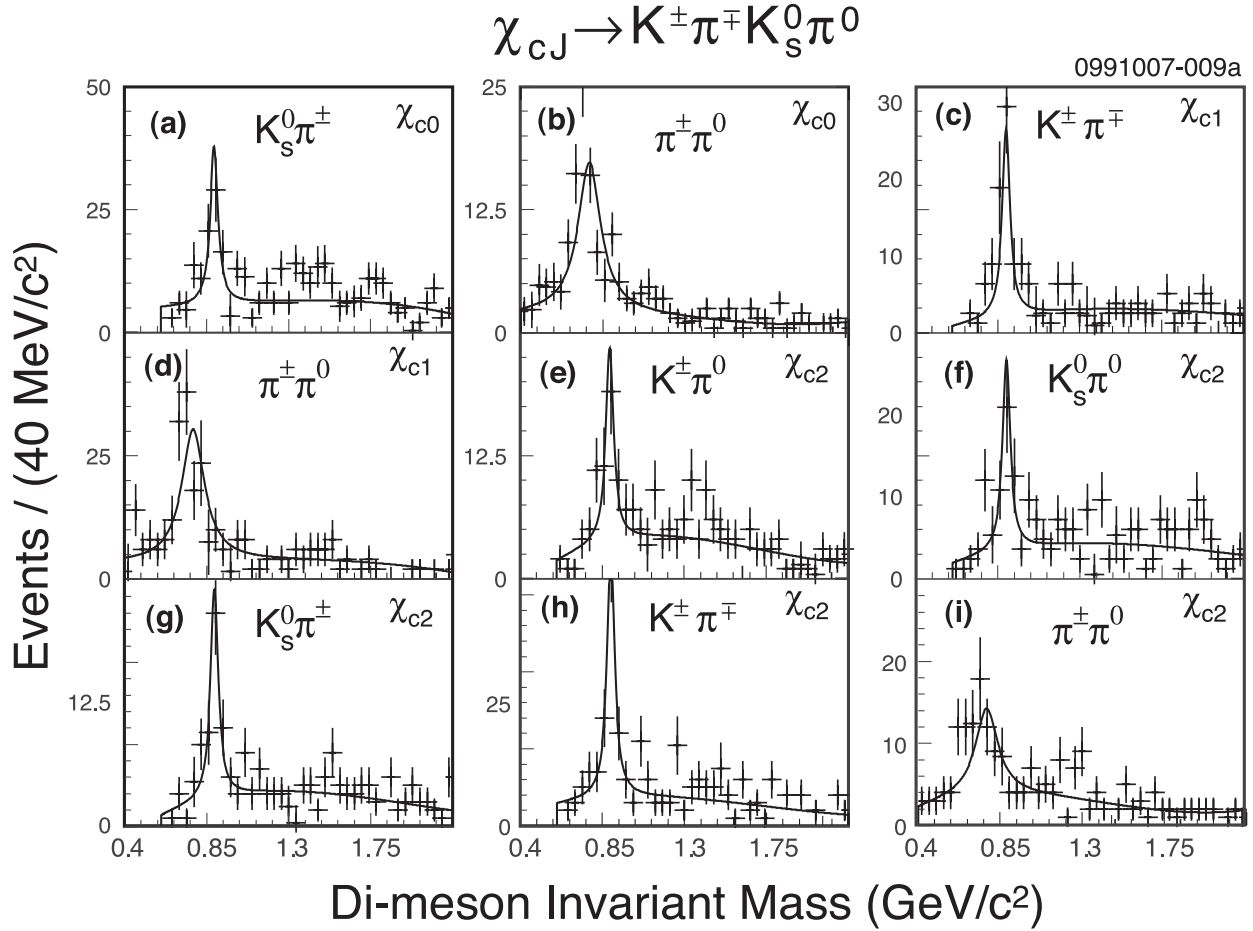 χcJ → K±π∓K0sπ0
0991007-009a
50
25
0
(a)
K0sπ±
χc0
25
12.5
0
(b)
π±π0
χc0
30
20
10
0
(c)
K±π∓
χc1
25
0
(d)
π±π0
χc1
12.5
0
(e)
K±π0
χc2
20
10
0
(f)
K0sπ0
χc2
12.5
0
(g)
K0sπ±
χc2
25
0
(h)
K±π∓
χc2
20
10
0
(i)
π±π0
χc2
0.4 0.85 1.3 1.75
0.4 0.85 1.3 1.75
0.4 0.85 1.3 1.75
Events / (40 MeV/c2)
Di-meson Invariant Mass (GeV/c2)